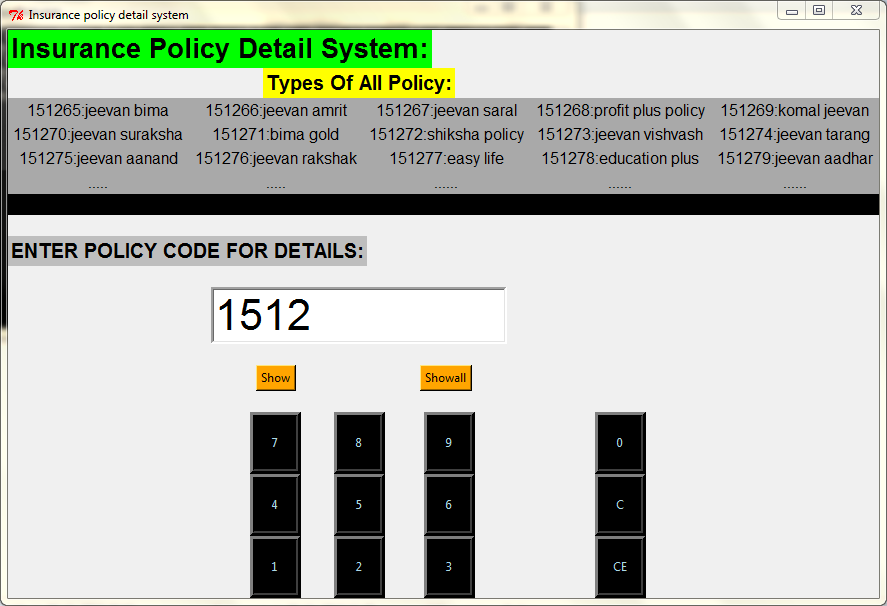 Insurance policy detail system
Insurance Policy Detail System:
Types Of All Policy:
151265:jeevan bima 151266:jeevan amrit 151267:jeevan saral 151268:profit plus policy 151269:komal jeevan
151270:jeevan suraksha 151271:bima gold 151272:shiksha policy 151273:jeevan vishvash 151274:jeevan tarang
151275:jeevan aanand 151276:jeevan rakshak 151277:easy life 151278:education plus 151279:jeevan aadhar
..... ..... ...... ...... ......
ENTER POLICY CODE FOR DETAILS:
1512
Show Showall
7 8 9 0
4 5 6 C
1 2 3 CE